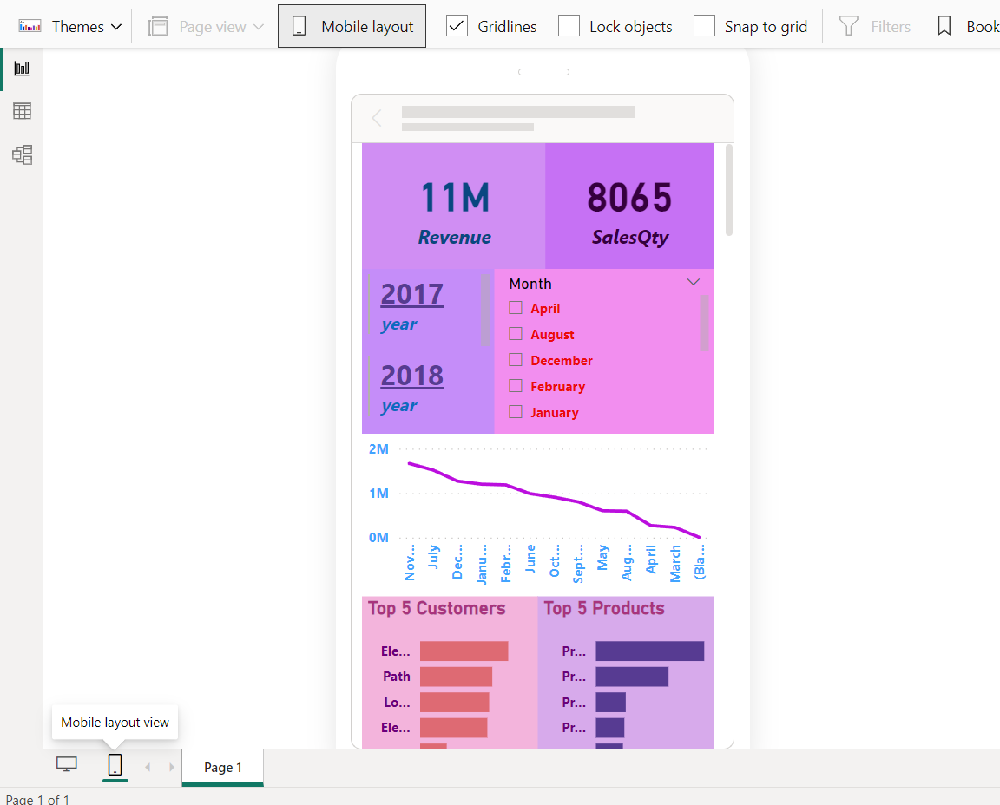 Themes Page view Mobile layout Gridlines Lock objects Snap to grid Filters Book
11M 8065
Revenue SalesQty
2017
year
2018
year
Month
April
August
December
February
January
2M
1M
0M
Nov... July Dec... Janu... Febr... June Oct... Sept... May Aug... April March (Bla...
Top 5 Customers Top 5 Products
Ele... Pr...
Path Pr...
Lo... Pr...
Ele... Pr...
Mobile layout view
Page 1
Page 1 of 1